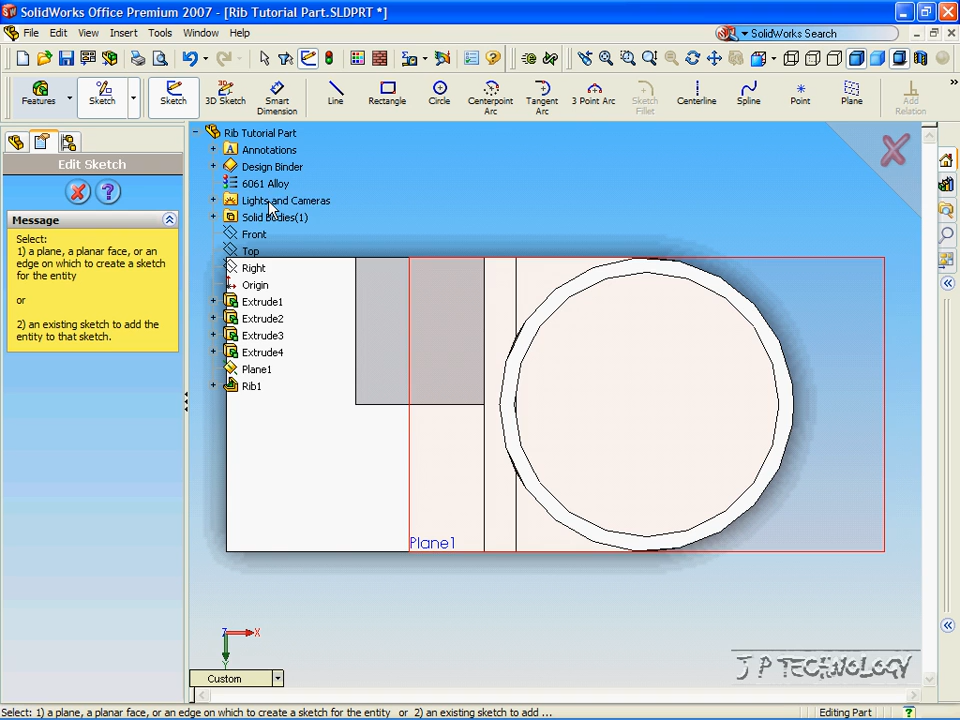 SolidWorks Office Premium 2007 - [Rib Tutorial Part.SLDPRT *]
File Edit View Insert Tools Window Help SolidWorks Search
Features Sketch Sketch 3D Sketch Smart Dimension Line Rectangle Circle Centerpoint Arc Tangent Arc 3 Point Arc Sketch Fillet Centerline Spline Point Plane Add Relation
Edit Sketch
Message
Select:
1) a plane, a planar face, or an
edge on which to create a sketch
for the entity
or
2) an existing sketch to add the
entity to that sketch.
Rib Tutorial Part
Annotations
Design Binder
6061 Alloy
Lights and Cameras
Solid Bodies(1)
Front
Top
Right
Origin
Extrude1
Extrude2
Extrude3
Extrude4
Plane1
Rib1
Plane1
Z X
Y
Custom
J P TECHNOLOGY
Select: 1) a plane, a planar face, or an edge on which to create a sketch for the entity or 2) an existing sketch to add ... Editing Part